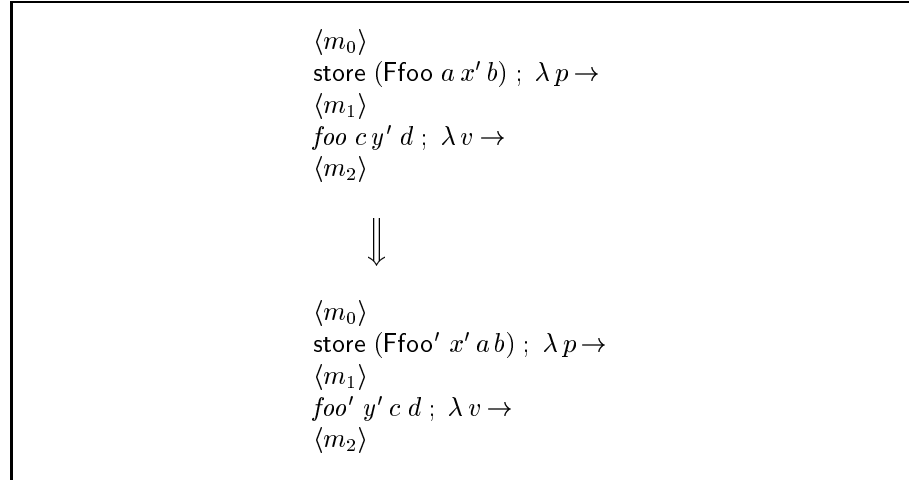 ⟨m₀⟩
store (Ffoo a x′ b) ; λ p →
⟨m₁⟩
foo c y′ d ; λ v →
⟨m₂⟩
⇓
⟨m₀⟩
store (Ffoo′ x′ a b) ; λ p →
⟨m₁⟩
foo′ y′ c d ; λ v →
⟨m₂⟩